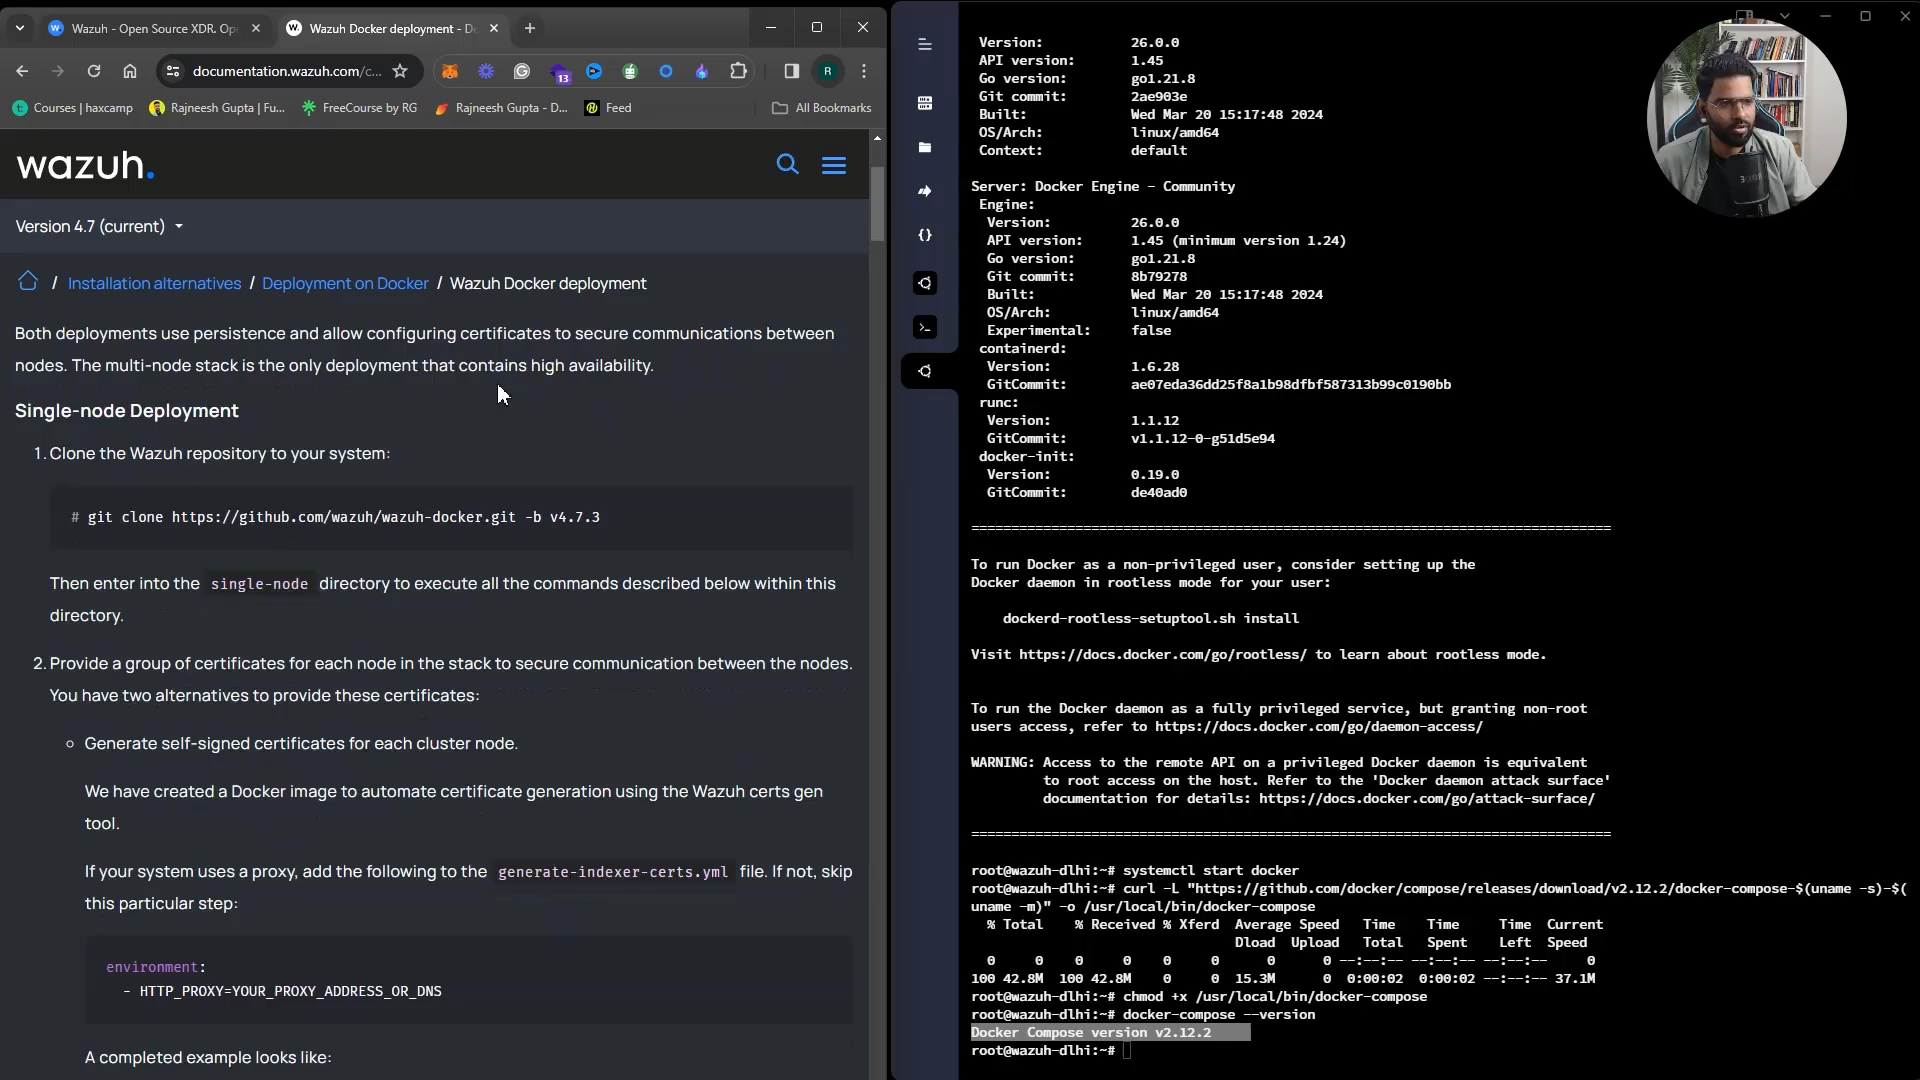 Wazuh - Open Source XDR. Op
Wazuh Docker deployment - D
documentation.wazuh.com/c...
13
R
Courses | haxcamp
Rajneesh Gupta | Fu...
FreeCourse by RG
Rajneesh Gupta - D...
Feed
All Bookmarks
wazuh.
Version 4.7 (current)
/ Installation alternatives / Deployment on Docker / Wazuh Docker deployment
Both deployments use persistence and allow configuring certificates to secure communications between
nodes. The multi-node stack is the only deployment that contains high availability.
Single-node Deployment
1. Clone the Wazuh repository to your system:
# git clone https://github.com/wazuh/wazuh-docker.git -b v4.7.3
Then enter into the single-node directory to execute all the commands described below within this
directory.
2. Provide a group of certificates for each node in the stack to secure communication between the nodes.
You have two alternatives to provide these certificates:
Generate self-signed certificates for each cluster node.
We have created a Docker image to automate certificate generation using the Wazuh certs gen
tool.
If your system uses a proxy, add the following to the generate-indexer-certs.yml file. If not, skip
this particular step:
environment:
- HTTP_PROXY=YOUR_PROXY_ADDRESS_OR_DNS
A completed example looks like:
Version: 26.0.0
API version: 1.45
Go version: go1.21.8
Git commit: 2ae903e
Built: Wed Mar 20 15:17:48 2024
OS/Arch: linux/amd64
Context: default
Server: Docker Engine - Community
Engine:
Version: 26.0.0
API version: 1.45 (minimum version 1.24)
Go version: go1.21.8
Git commit: 8b79278
Built: Wed Mar 20 15:17:48 2024
OS/Arch: linux/amd64
Experimental: false
containerd:
Version: 1.6.28
GitCommit: ae07eda36dd25f8a1b98dfbf587313b99c0190bb
runc:
Version: 1.1.12
GitCommit: v1.1.12-0-g51d5e94
docker-init:
Version: 0.19.0
GitCommit: de40ad0
================================================================================
To run Docker as a non-privileged user, consider setting up the
Docker daemon in rootless mode for your user:
dockerd-rootless-setuptool.sh install
Visit https://docs.docker.com/go/rootless/ to learn about rootless mode.
To run the Docker daemon as a fully privileged service, but granting non-root
users access, refer to https://docs.docker.com/go/daemon-access/
WARNING: Access to the remote API on a privileged Docker daemon is equivalent
to root access on the host. Refer to the 'Docker daemon attack surface'
documentation for details: https://docs.docker.com/go/attack-surface/
================================================================================
root@wazuh-dlhi:~# systemctl start docker
root@wazuh-dlhi:~# curl -L "https://github.com/docker/compose/releases/download/v2.12.2/docker-compose-$(uname -s)-$(
uname -m)" -o /usr/local/bin/docker-compose
% Total % Received % Xferd Average Speed Time Time Time Current
Dload Upload Total Spent Left Speed
0 0 0 0 0 0 0 0 --:--:-- --:--:-- --:--:-- 0
100 42.8M 100 42.8M 0 0 15.3M 0 0:00:02 0:00:02 --:--:-- 37.1M
root@wazuh-dlhi:~# chmod +x /usr/local/bin/docker-compose
root@wazuh-dlhi:~# docker-compose --version
Docker Compose version v2.12.2
root@wazuh-dlhi:~#